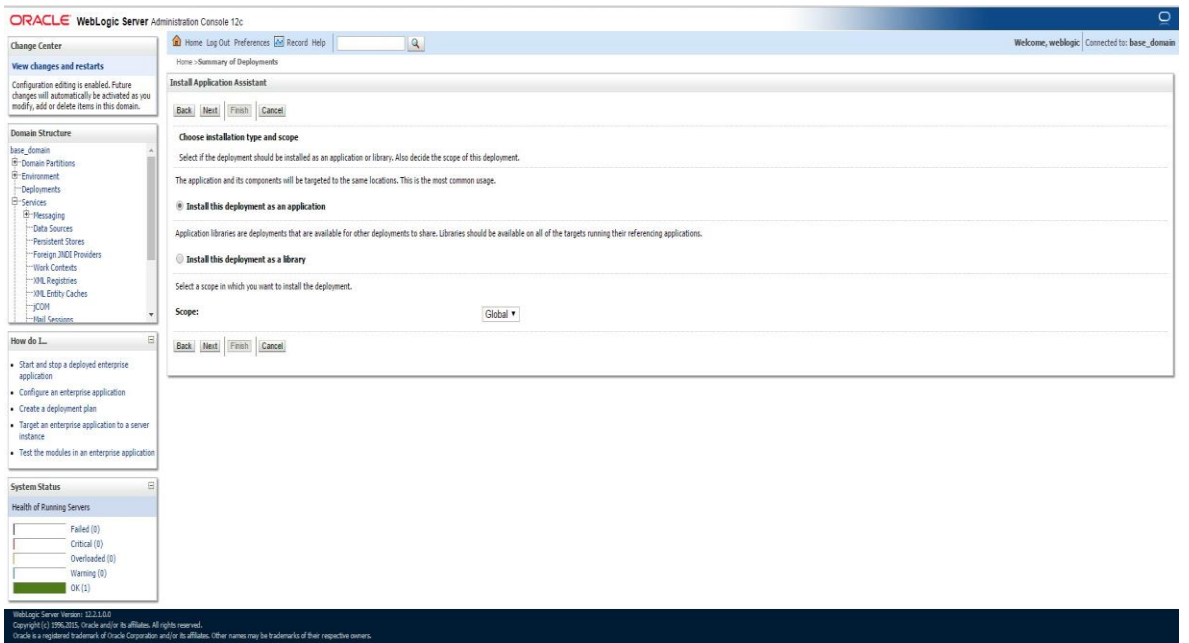 ORACLE WebLogic Server Administration Console 12c
Change Center
View changes and restarts
Configuration editing is enabled. Future
changes will automatically be activated as you
modify, add or delete items in this domain.
Domain Structure
base_domain
Domain Partitions
Environment
Deployments
Services
Messaging
Data Sources
Persistent Stores
Foreign JNDI Providers
Work Contexts
XML Registries
XML Entity Caches
jCOM
Mail Sessions
How do I...
Start and stop a deployed enterprise
application
Configure an enterprise application
Create a deployment plan
Target an enterprise application to a server
instance
Test the modules in an enterprise application
System Status
Health of Running Servers
Failed (0)
Critical (0)
Overloaded (0)
Warning (0)
OK (1)
Home Log Out Preferences Record Help
Welcome, weblogic Connected to: base_domain
Home >Summary of Deployments
Install Application Assistant
Back Next Finish Cancel
Choose installation type and scope
Select if the deployment should be installed as an application or library. Also decide the scope of this deployment.
The application and its components will be targeted to the same locations. This is the most common usage.
Install this deployment as an application
Application libraries are deployments that are available for other deployments to share. Libraries should be available on all of the targets running their referencing applications.
Install this deployment as a library
Select a scope in which you want to install the deployment.
Scope: Global
Back Next Finish Cancel
WebLogic Server Version: 12.2.1.0.0
Copyright (c) 1996,2015, Oracle and/or its affiliates. All rights reserved.
Oracle is a registered trademark of Oracle Corporation and/or its affiliates. Other names may be trademarks of their respective owners.